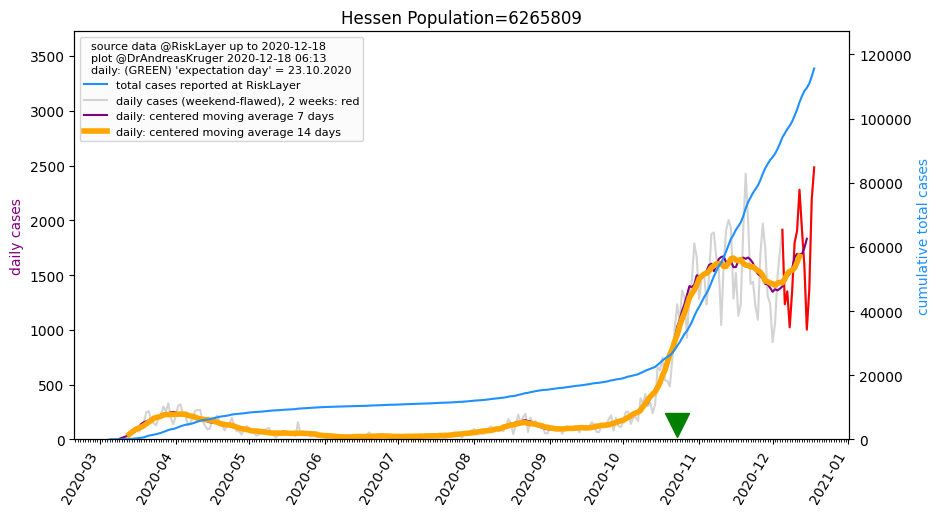 Hessen Population=6265809
source data @RiskLayer up to 2020-12-18
plot @DrAndreasKruger 2020-12-18 06:13
daily: (GREEN) 'expectation day' = 23.10.2020
total cases reported at RiskLayer
daily cases (weekend-flawed), 2 weeks: red
daily: centered moving average 7 days
daily: centered moving average 14 days
daily cases
3500
3000
2500
2000
1500
1000
500
0
120000
100000
80000
60000
40000
20000
0
cumulative total cases
2020-03
2020-04
2020-05
2020-06
2020-07
2020-08
2020-09
2020-10
2020-11
2020-12
2021-01